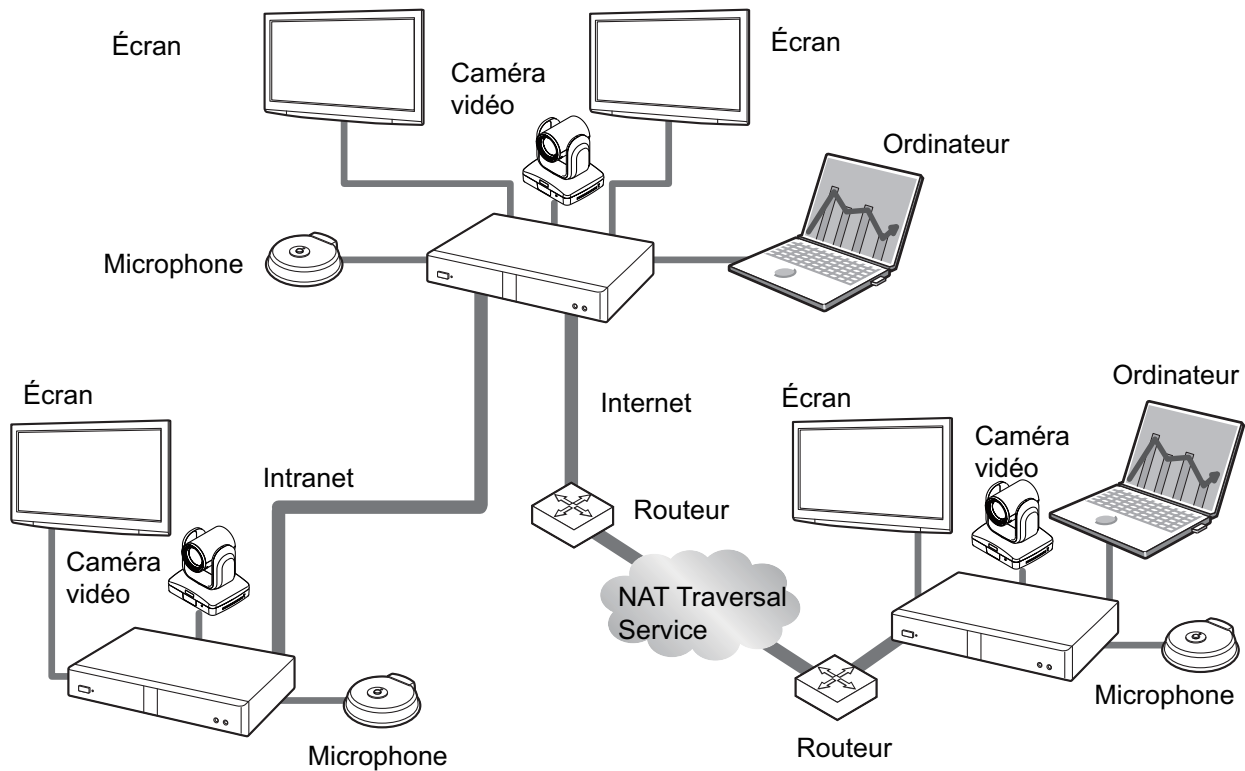 Écran
Écran
Caméra
vidéo
Ordinateur
Microphone
Écran
Internet
Écran
Ordinateur
Caméra
vidéo
Intranet
Routeur
Caméra
vidéo
NAT Traversal
Service
Microphone
Routeur
Microphone